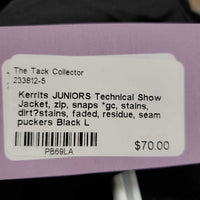 The Tack Collector
233812-5
Kerrits JUNIORS Technical Show
Jacket, zip, snaps *gc, stains,
dirt?stains, faded, residue, seam
puckers Black L
PB69LA
$70.00